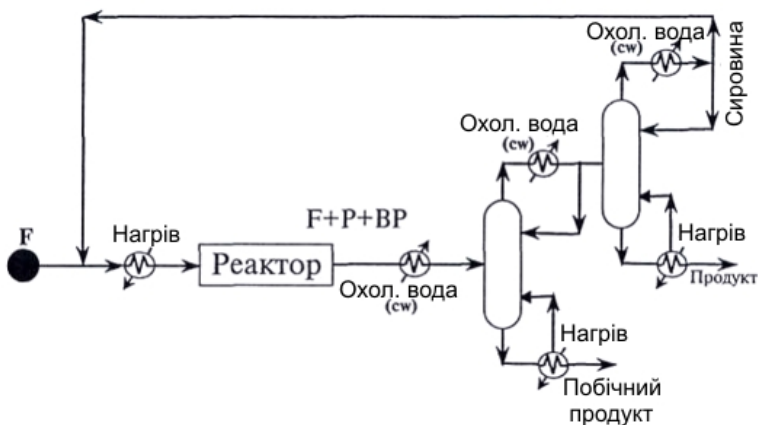 Охол. вода
(cw)
Сировина
Охол. вода
(cw)
F+P+BP
F
Нагрів
Реактор
Охол. вода
(cw)
Нагрів
Продукт
Нагрів
Побічний
продукт